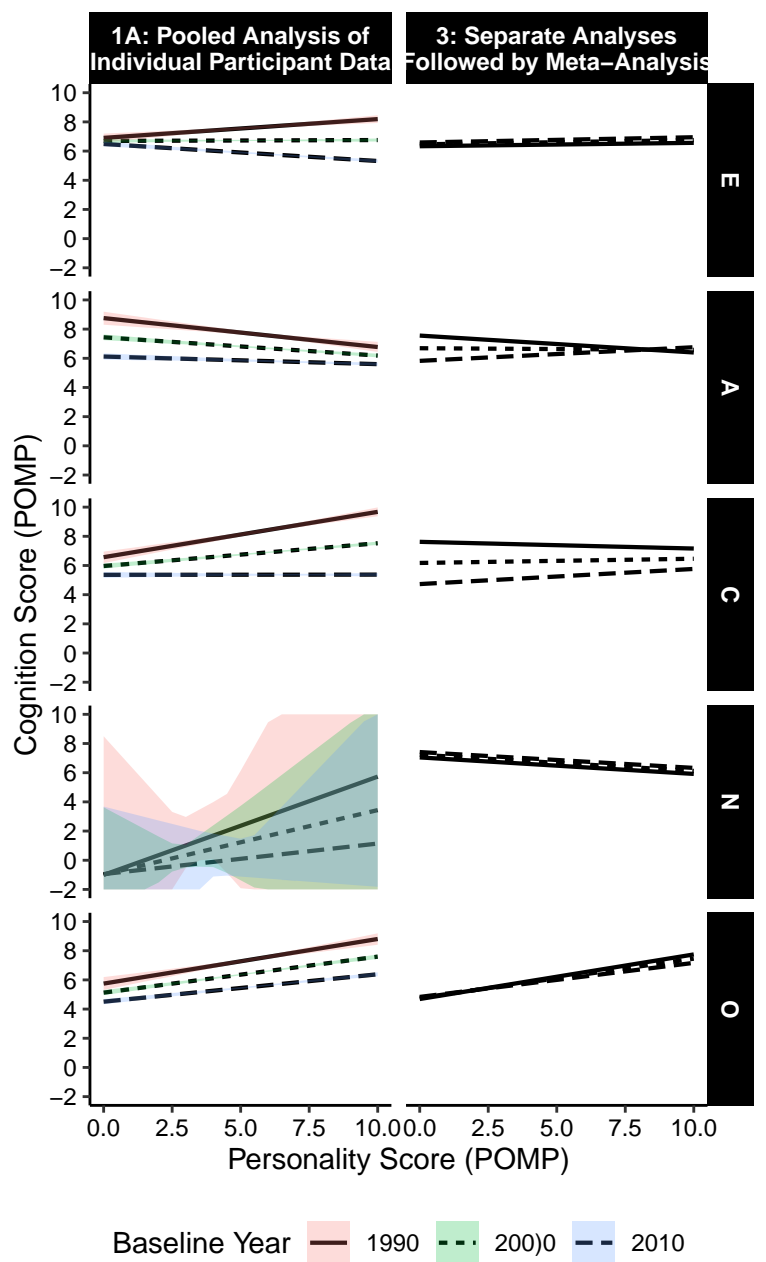 1A: Pooled Analysis of
Individual Participant Data
3: Separate Analyses
Followed by Meta−Analysis
10
8
6
4
2
0
−2
E
10
8
6
4
2
0
−2
A
10
8
6
4
2
0
−2
C
10
8
6
4
2
0
−2
N
10
8
6
4
2
0
−2
O
Cognition Score (POMP)
0.0 2.5 5.0 7.5 10.0
0.0 2.5 5.0 7.5 10.0
Personality Score (POMP)
Baseline Year 1990 200)0 2010